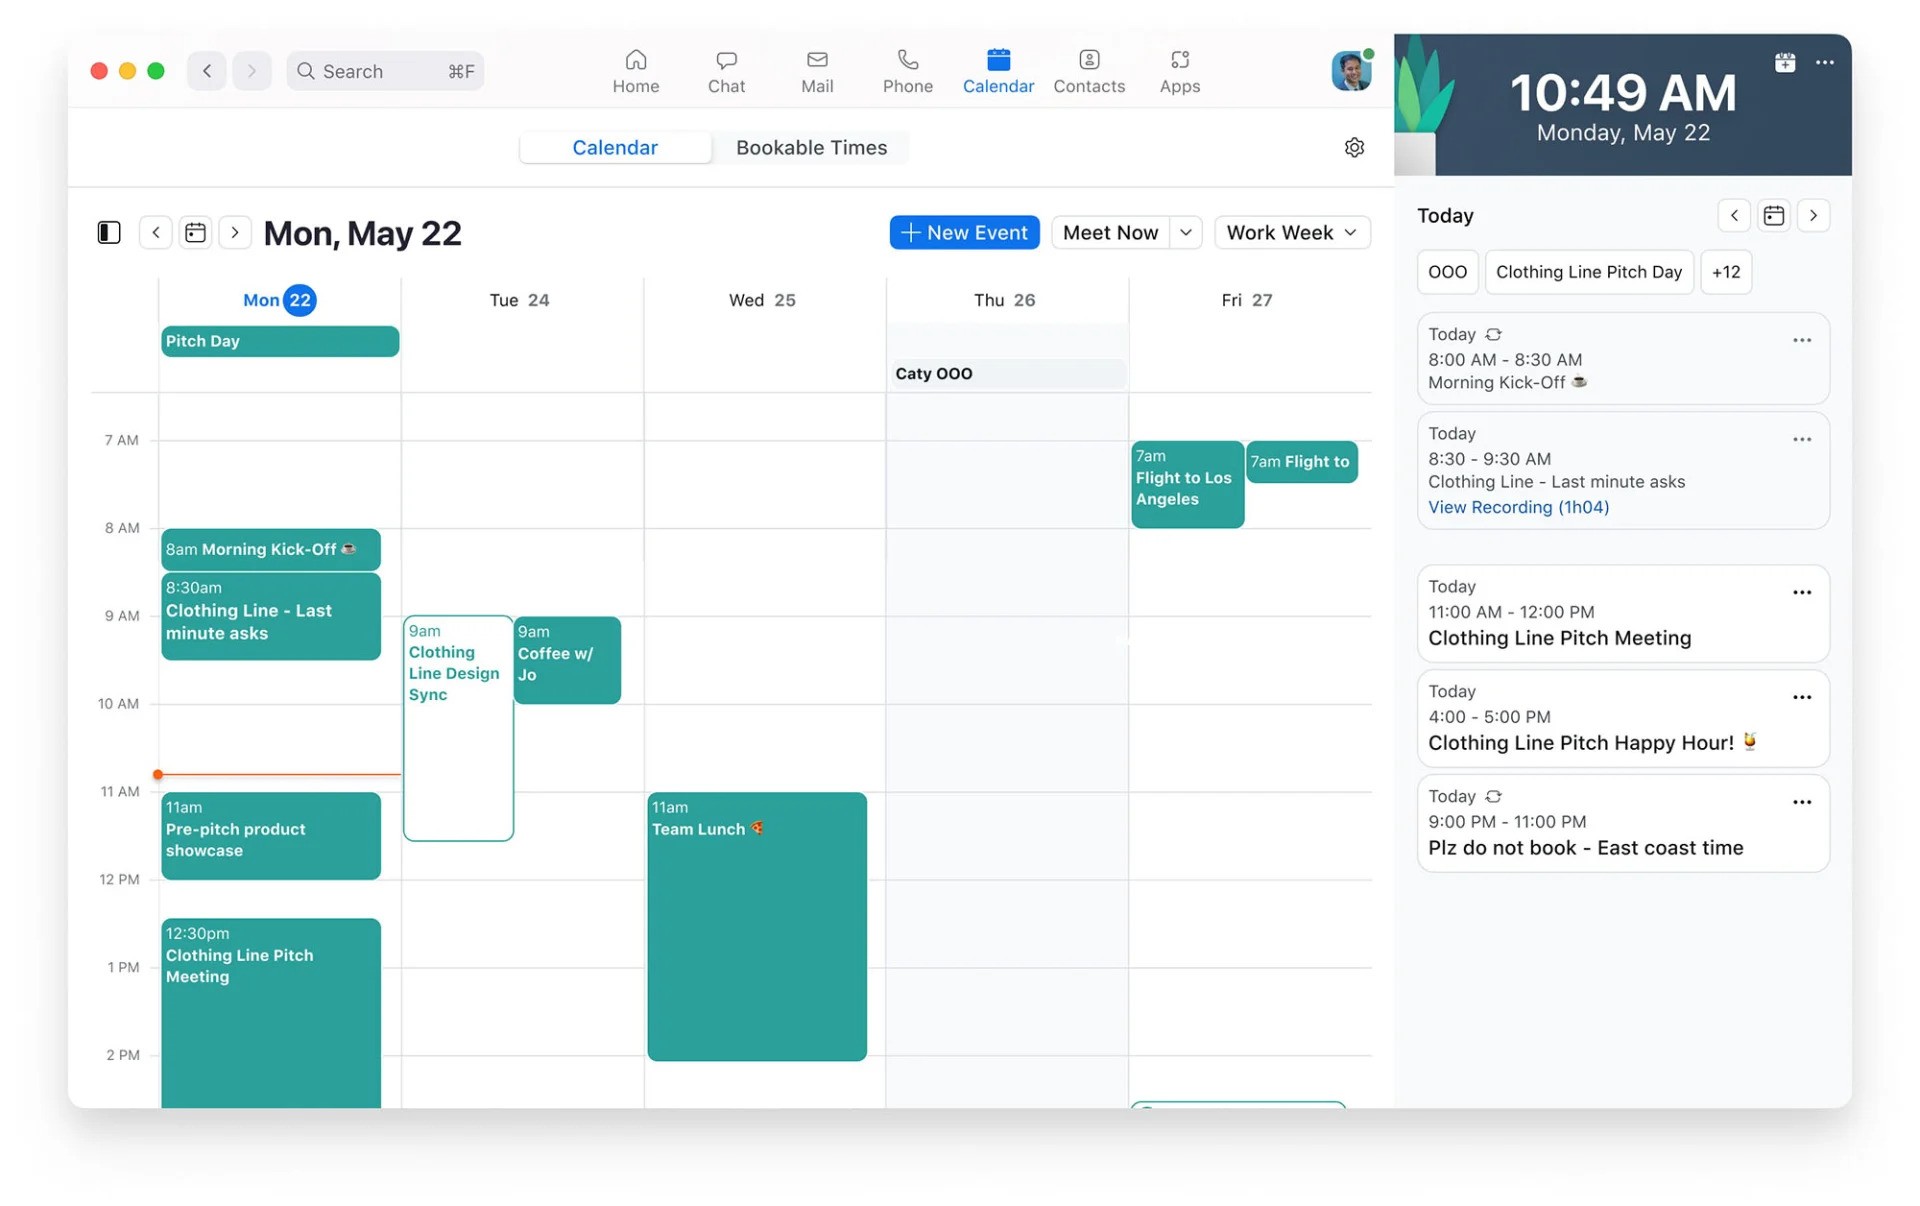 Search ⌘F
Home
Chat
Mail
Phone
Calendar
Contacts
Apps
Calendar
Bookable Times
Mon, May 22
New Event
Meet Now
Work Week
Mon 22
Tue 24
Wed 25
Thu 26
Fri 27
Pitch Day
Caty OOO
7 AM
8 AM
9 AM
10 AM
11 AM
12 PM
1 PM
2 PM
8am Morning Kick-Off ☕
8:30am
Clothing Line - Last
minute asks
11am
Pre-pitch product
showcase
12:30pm
Clothing Line Pitch
Meeting
9am
Clothing
Line Design
Sync
9am
Coffee w/
Jo
11am
Team Lunch 🍕
7am
Flight to Los
Angeles
7am Flight to
10:49 AM
Monday, May 22
Today
OOO
Clothing Line Pitch Day
+12
Today
8:00 AM - 8:30 AM
Morning Kick-Off ☕
Today
8:30 - 9:30 AM
Clothing Line - Last minute asks
View Recording (1h04)
Today
11:00 AM - 12:00 PM
Clothing Line Pitch Meeting
Today
4:00 - 5:00 PM
Clothing Line Pitch Happy Hour! 🍹
Today
9:00 PM - 11:00 PM
Plz do not book - East coast time